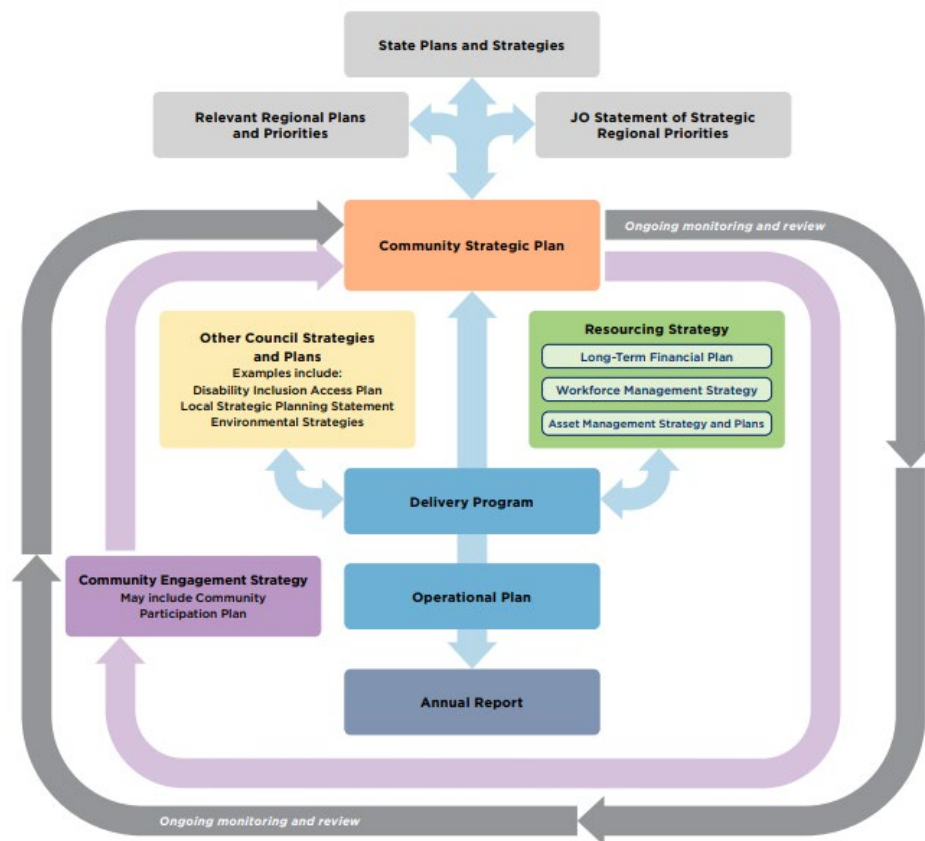 State Plans and Strategies
Relevant Regional Plans
and Priorities
JO Statement of Strategic
Regional Priorities
Community Strategic Plan
Ongoing monitoring and review
Other Council Strategies
and Plans
Examples include:
Disability Inclusion Access Plan
Local Strategic Planning Statement
Environmental Strategies
Resourcing Strategy
Long-Term Financial Plan
Workforce Management Strategy
Asset Management Strategy and Plans
Delivery Program
Community Engagement Strategy
May include Community
Participation Plan
Operational Plan
Annual Report
Ongoing monitoring and review